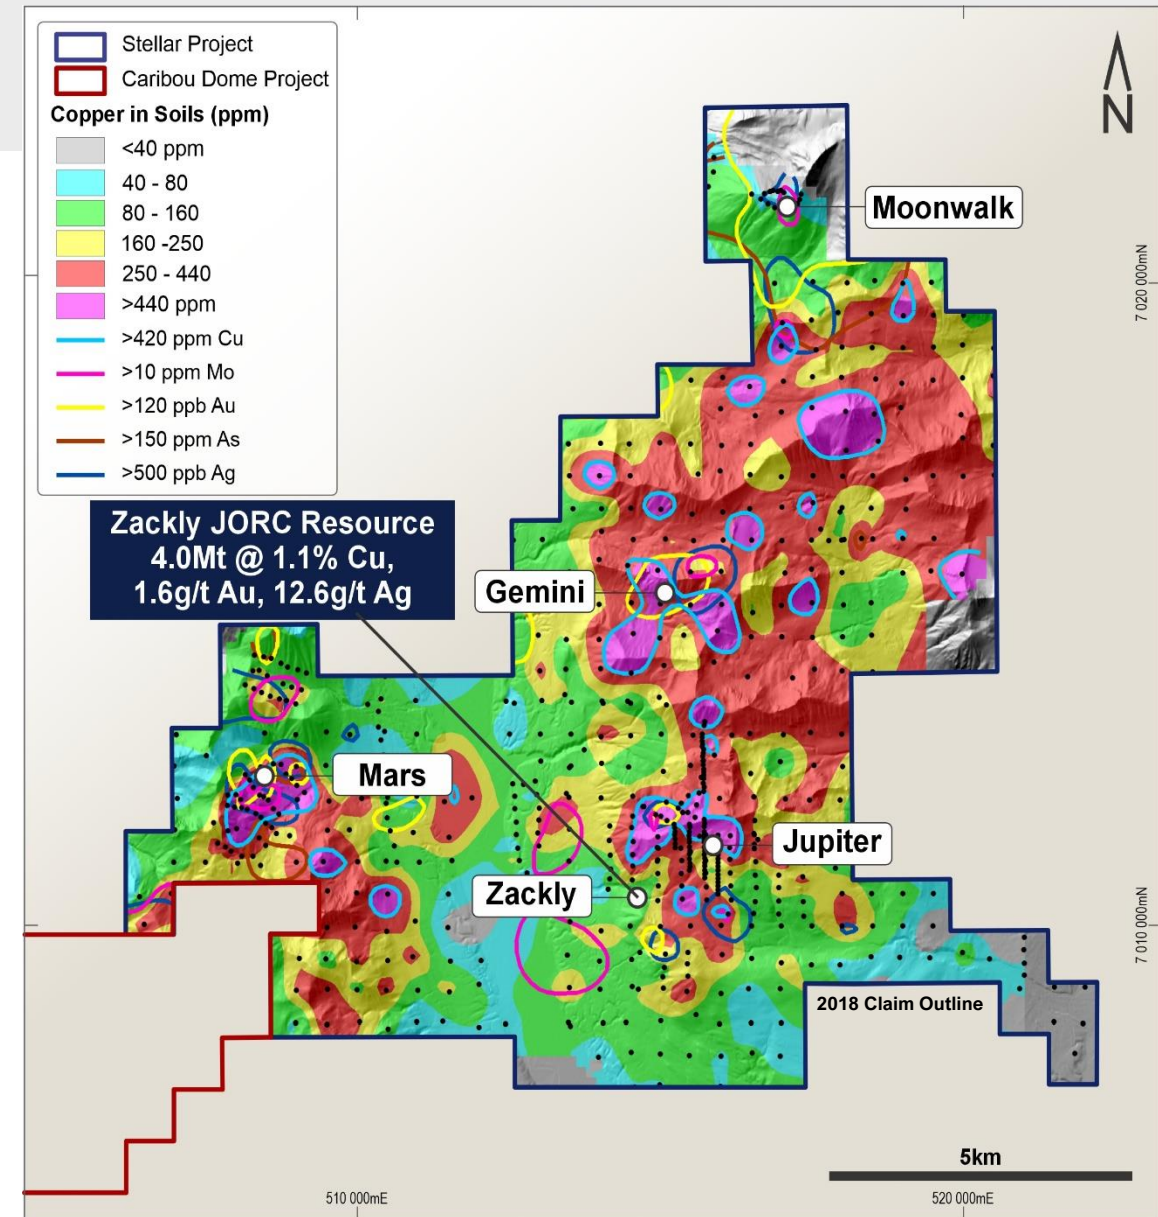 Stellar Project
Caribou Dome Project
Copper in Soils (ppm)
<40 ppm
40 - 80
80 - 160
160 -250
250 - 440
>440 ppm
>420 ppm Cu
>10 ppm Mo
>120 ppb Au
>150 ppm As
>500 ppb Ag
N
Moonwalk
7 020 000mN
Zackly JORC Resource
4.0Mt @ 1.1% Cu,
1.6g/t Au, 12.6g/t Ag
Gemini
Mars
Jupiter
Zackly
7 010 000mN
2018 Claim Outline
5km
510 000mE
520 000mE